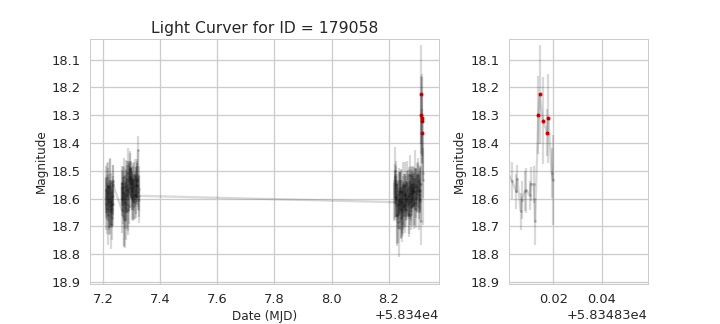 Light Curver for ID = 179058
18.1
18.2
18.3
18.4
18.5
18.6
18.7
18.8
18.9
Magnitude
7.2 7.4 7.6 7.8 8.0 8.2
Date (MJD)
+5.834e4
18.1
18.2
18.3
18.4
18.5
18.6
18.7
18.8
18.9
Magnitude
0.02 0.04
+5.83483e4